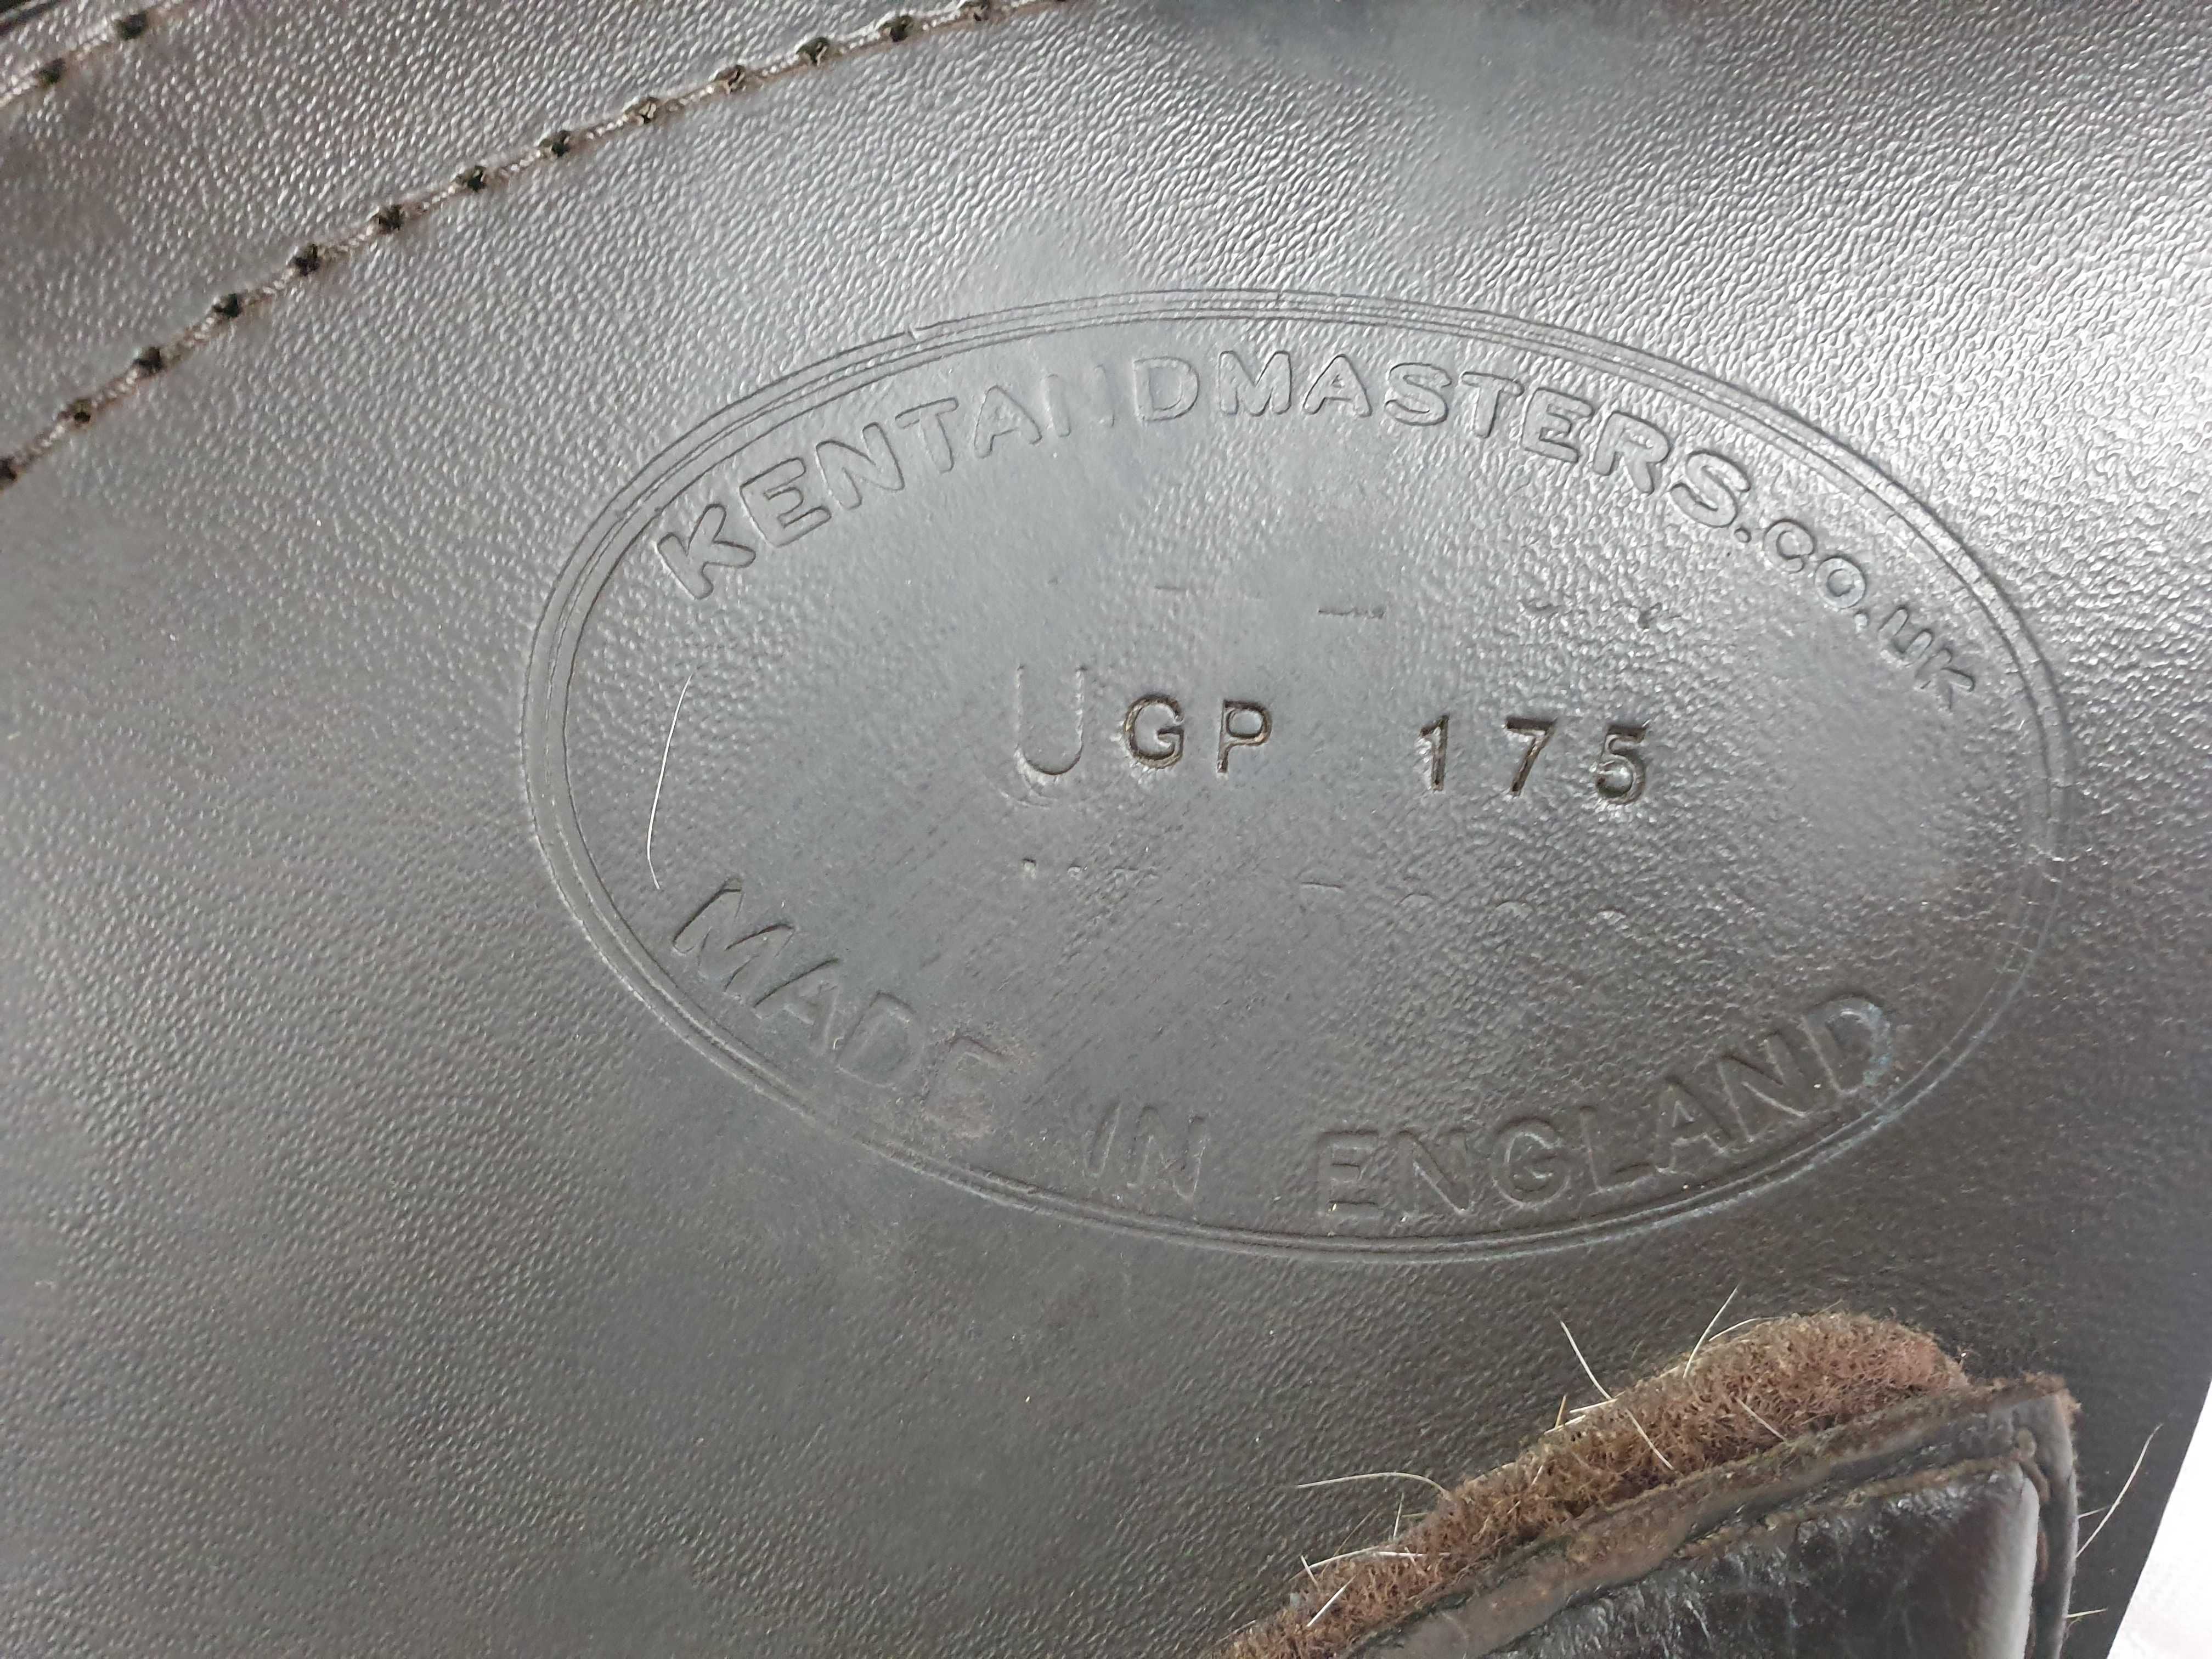 KENTANDMASTERS.CO.UK
UGP 175
MADE IN ENGLAND